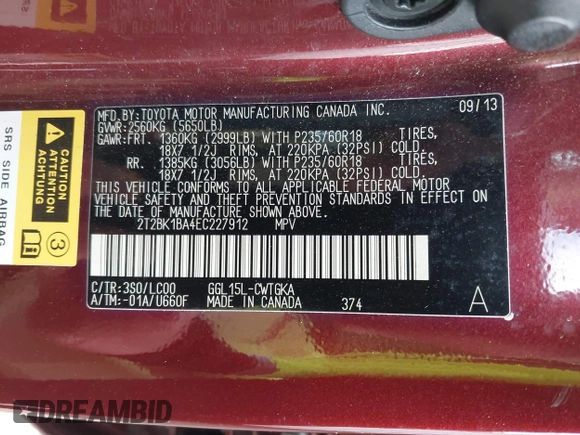 MFD.BY: TOYOTA MOTOR MANUFACTURING CANADA INC. 09/13
GVWR:2560KG (5650LB)
GAWR:FRT. 1360KG (2999LB) WITH P235/60R18 TIRES,
18X7 1/2J RIMS, AT 220KPA (32PSI) COLD.
RR. 1385KG (3056LB) WITH P235/60R18 TIRES,
18X7 1/2J RIMS, AT 220KPA (32PSI) COLD.
THIS VEHICLE CONFORMS TO ALL APPLICABLE FEDERAL MOTOR
VEHICLE SAFETY AND THEFT PREVENTION STANDARDS IN EFFECT ON
THE DATE OF MANUFACTURE SHOWN ABOVE.
2T2BK1BA4EC227912 MPV
C/TR:3S0/LC00 GGL15L-CWTGKA
A/TM:-01A/U660F MADE IN CANADA 374 A
SRS SIDE AIRBAG
CAUTION
ATTENTION
CAUTION
3
DREAMBID